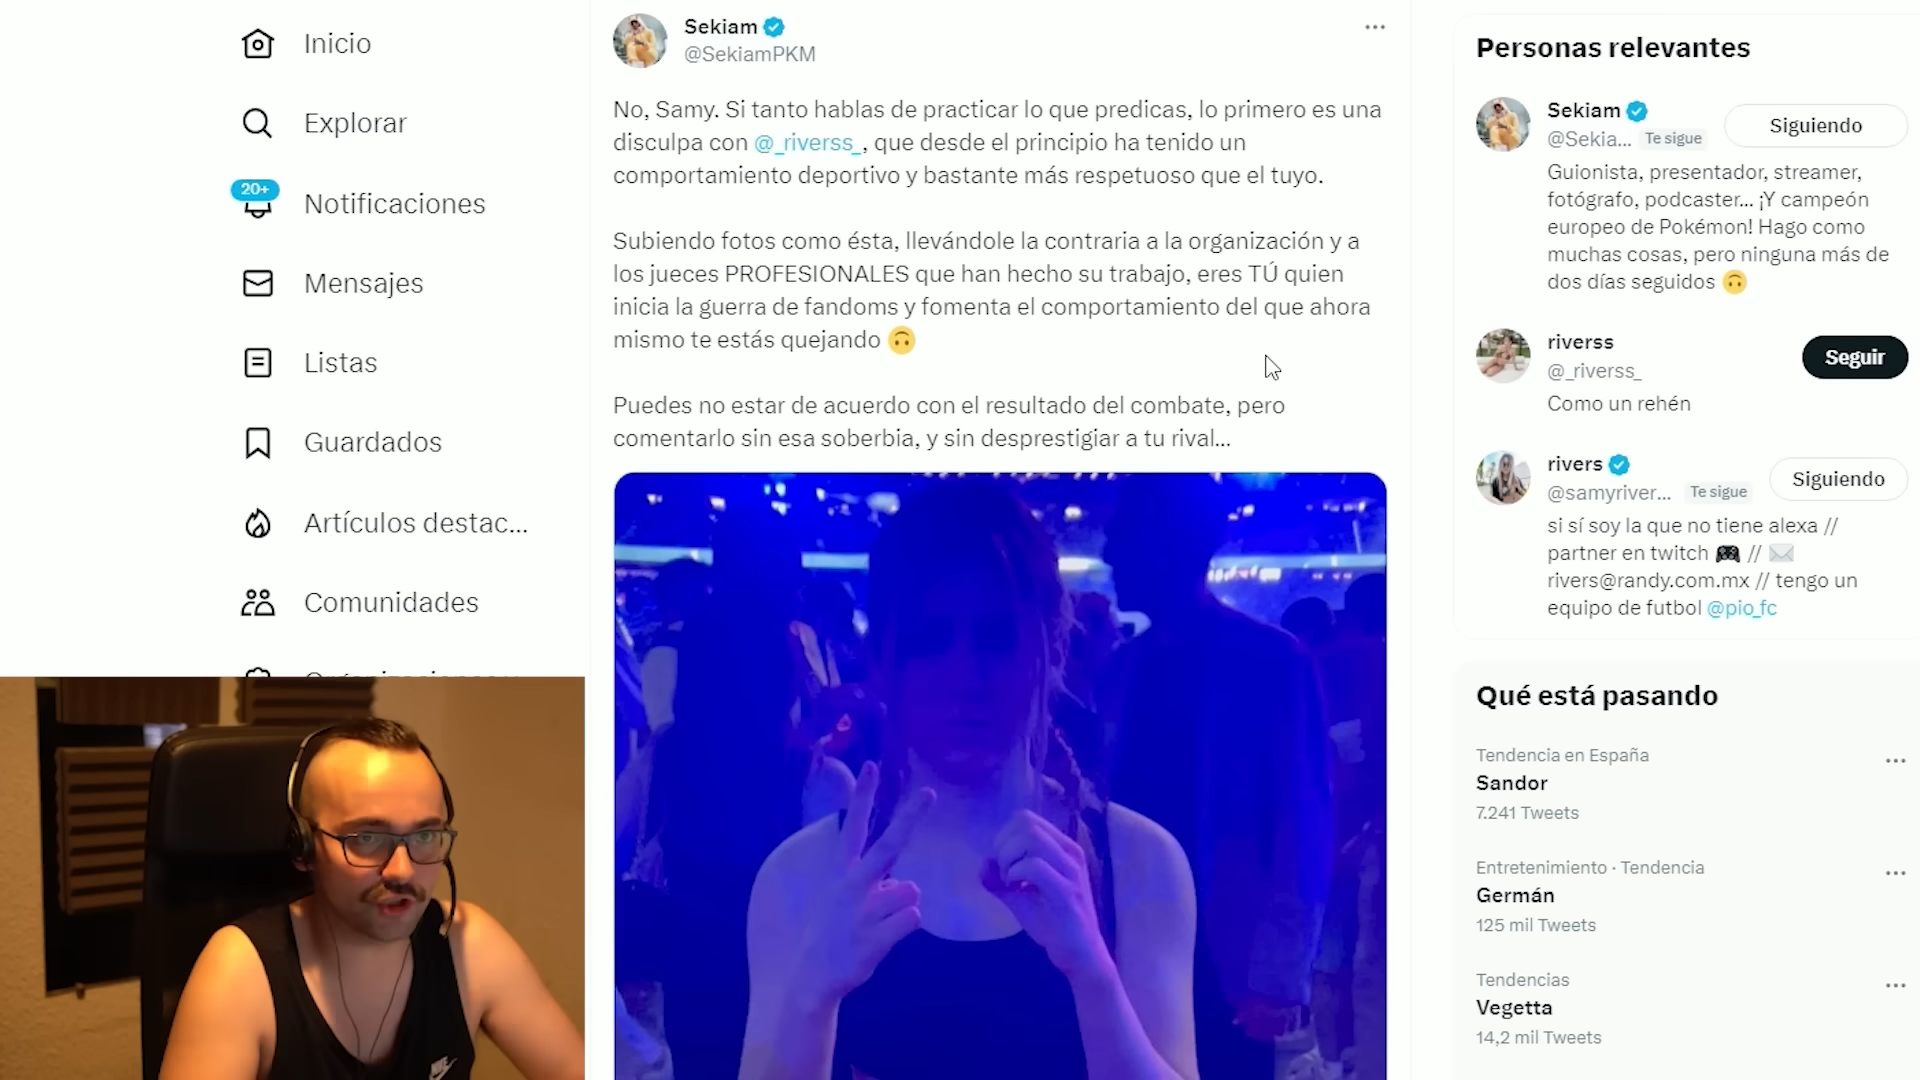 Inicio
Explorar
20+
Notificaciones
Mensajes
Listas
Guardados
Artículos destac...
Comunidades
Sekiam
@SekiamPKM
No, Samy. Si tanto hablas de practicar lo que predicas, lo primero es una
disculpa con @_riverss_, que desde el principio ha tenido un
comportamiento deportivo y bastante más respetuoso que el tuyo.
Subiendo fotos como ésta, llevándole la contraria a la organización y a
los jueces PROFESIONALES que han hecho su trabajo, eres TÚ quien
inicia la guerra de fandoms y fomenta el comportamiento del que ahora
mismo te estás quejando 🙃
Puedes no estar de acuerdo con el resultado del combate, pero
comentarlo sin esa soberbia, y sin desprestigiar a tu rival...
Personas relevantes
Sekiam
Siguiendo
@Sekia... Te sigue
Guionista, presentador, streamer,
fotógrafo, podcaster... ¡Y campeón
europeo de Pokémon! Hago como
muchas cosas, pero ninguna más de
dos días seguidos 🙃
riverss
Seguir
@_riverss_
Como un rehén
rivers
Siguiendo
@samyriver... Te sigue
si sí soy la que no tiene alexa //
partner en twitch 🎮 // ✉️
rivers@randy.com.mx // tengo un
equipo de futbol @pio_fc
Qué está pasando
Tendencia en España
Sandor
7.241 Tweets
Entretenimiento · Tendencia
Germán
125 mil Tweets
Tendencias
Vegetta
14,2 mil Tweets